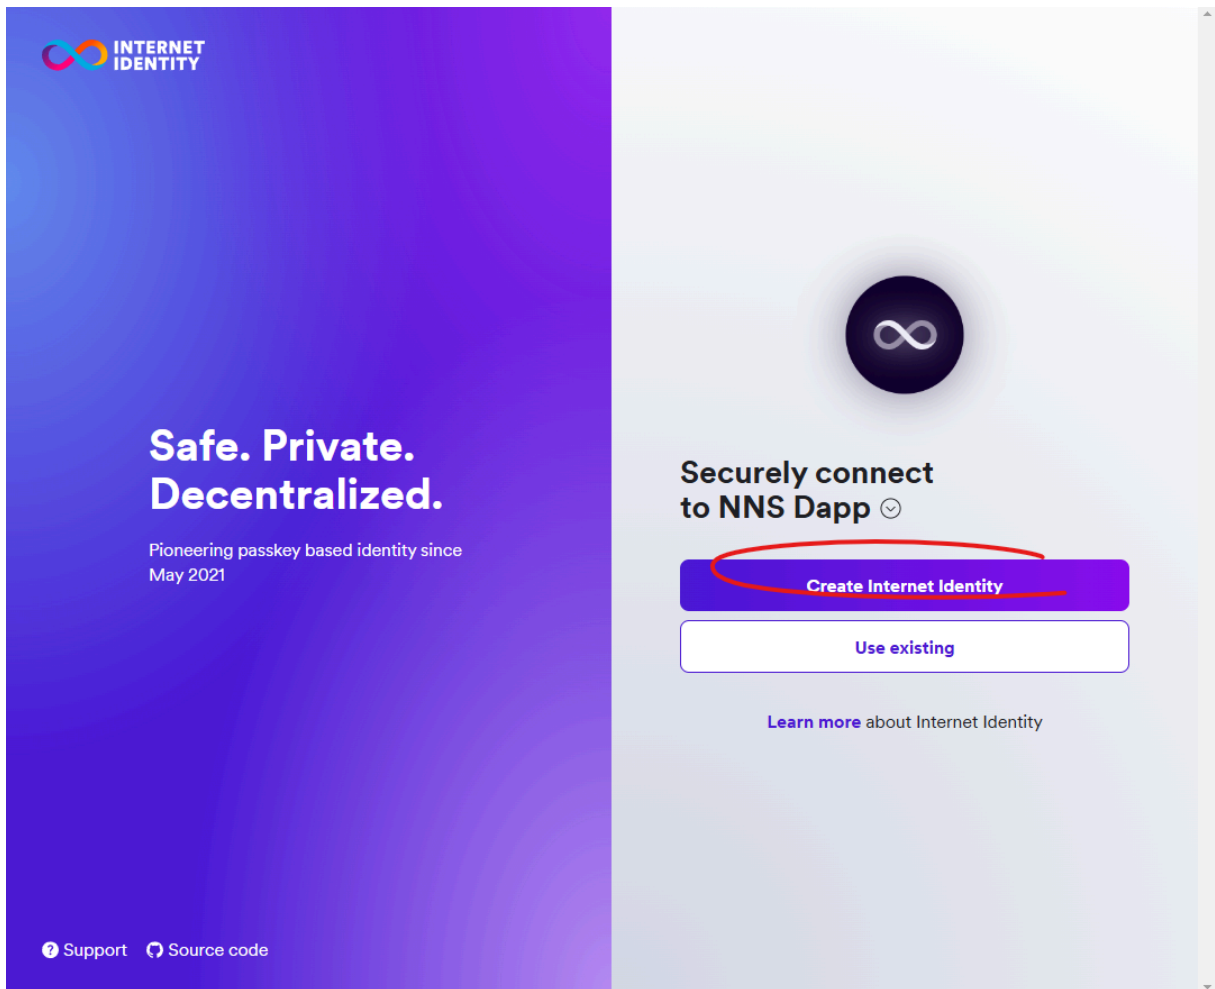 INTERNET
IDENTITY
Safe. Private.
Decentralized.
Pioneering passkey based identity since
May 2021
Support
Source code
Securely connect
to NNS Dapp
Create Internet Identity
Use existing
Learn more about Internet Identity